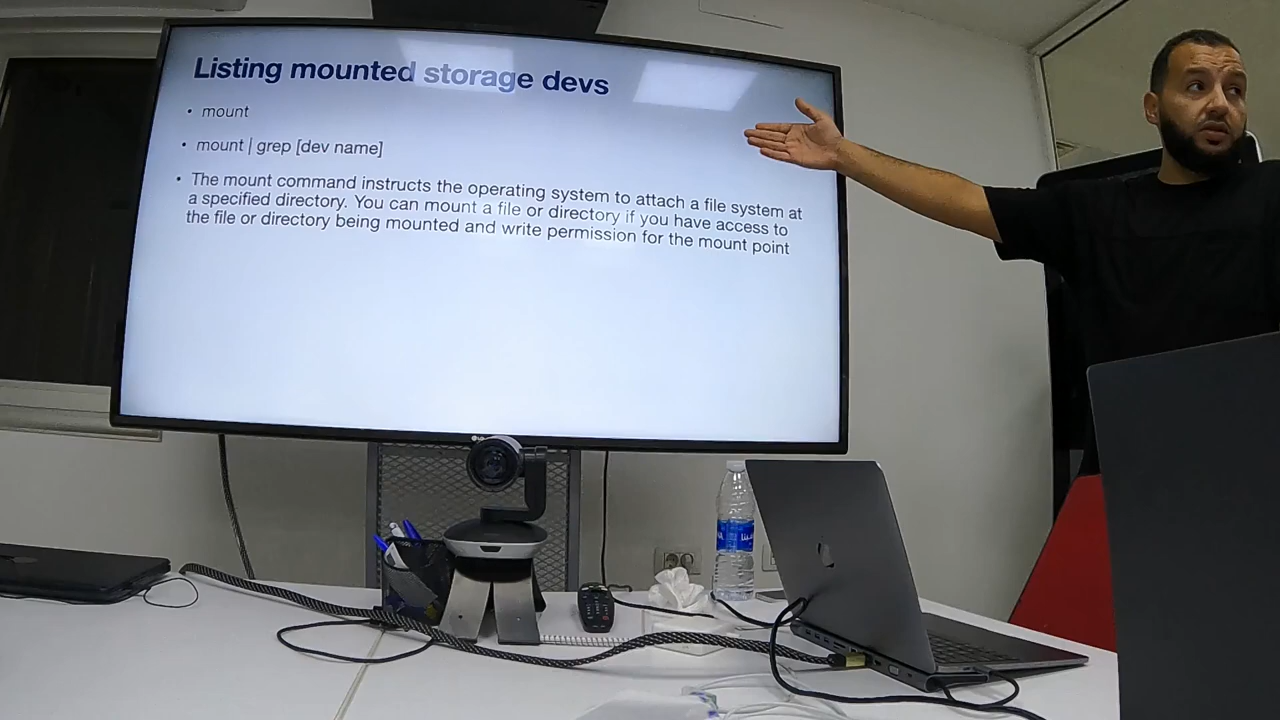 Listing mounted storage devs
• mount
• mount | grep [dev name]
• The mount command instructs the operating system to attach a file system at
a specified directory. You can mount a file or directory if you have access to
the file or directory being mounted and write permission for the mount point